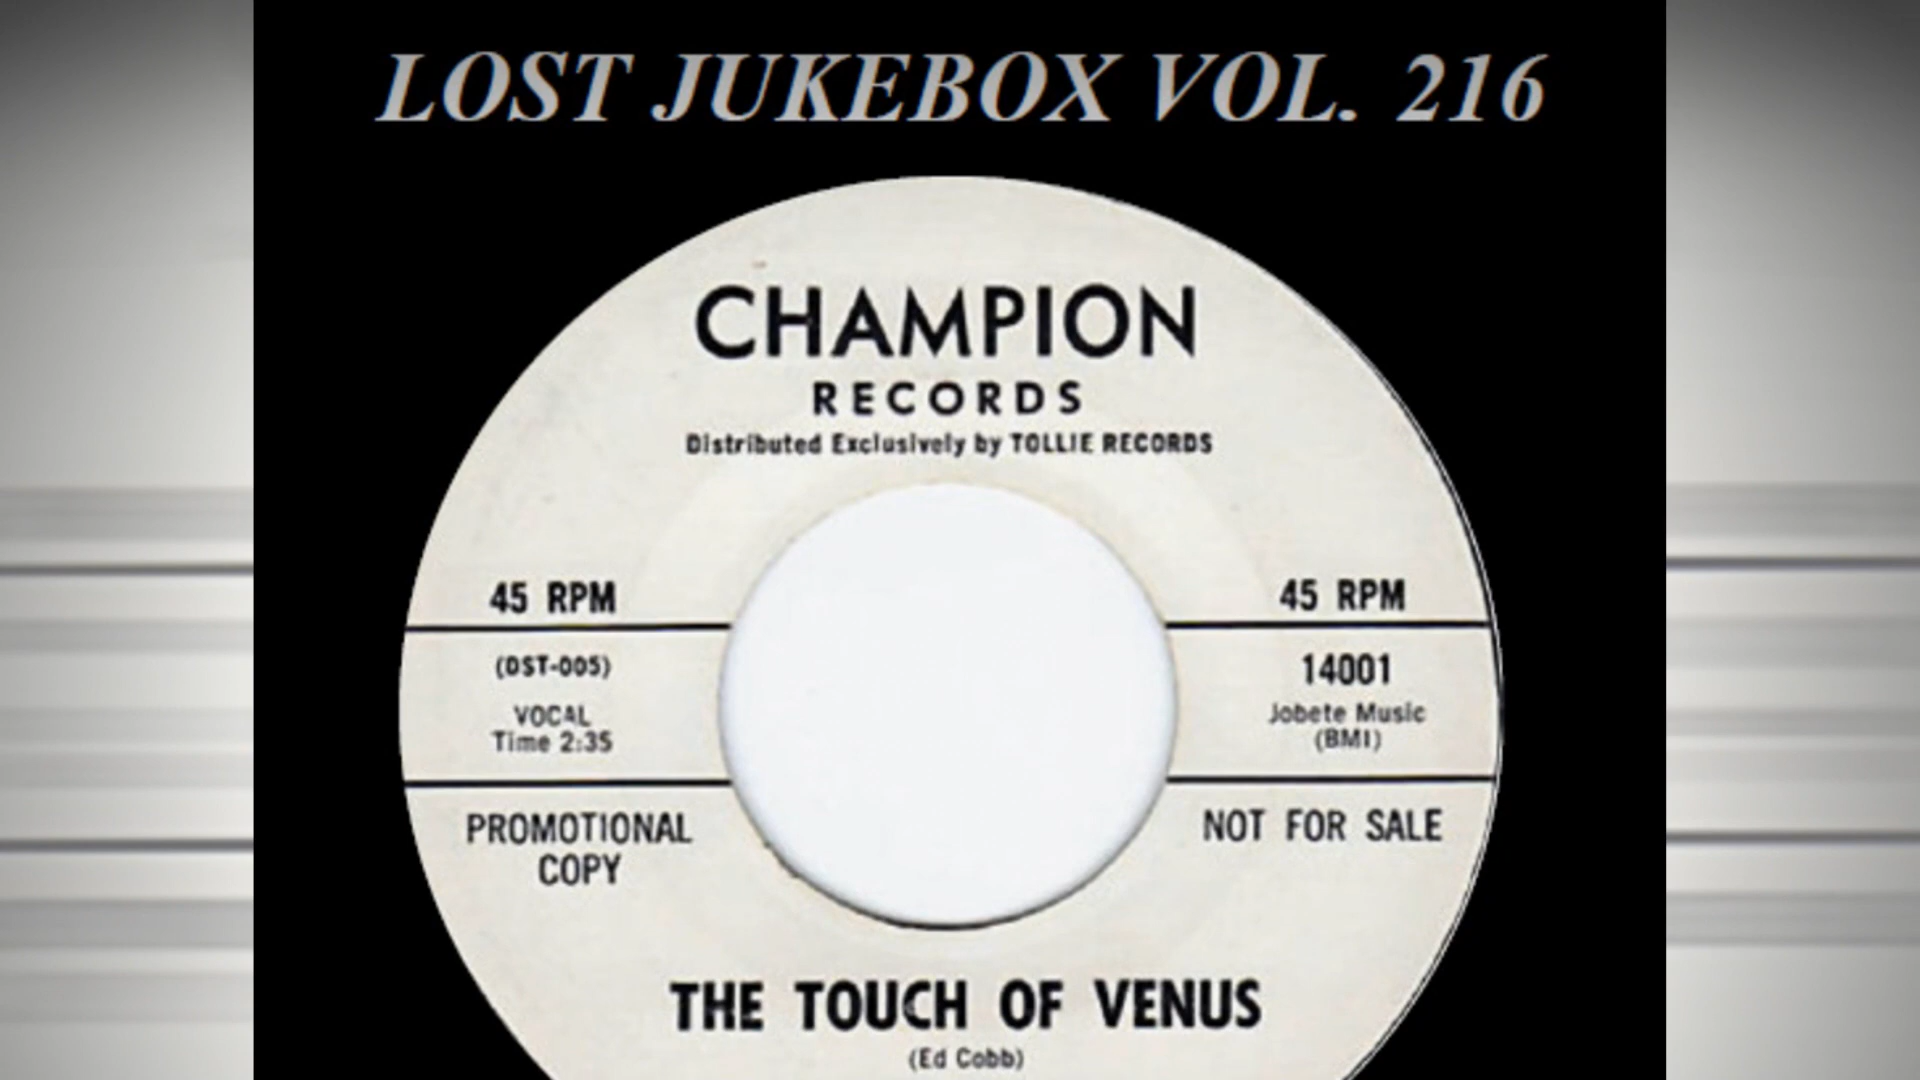 LOST JUKEBOX VOL. 216
CHAMPION
RECORDS
Distributed Exclusively by TOLLIE RECORDS
45 RPM
45 RPM
(DST-005)
14001
VOCAL
Time 2:35
Jobete Music
(BMI)
PROMOTIONAL
COPY
NOT FOR SALE
THE TOUCH OF VENUS
(Ed Cobb)